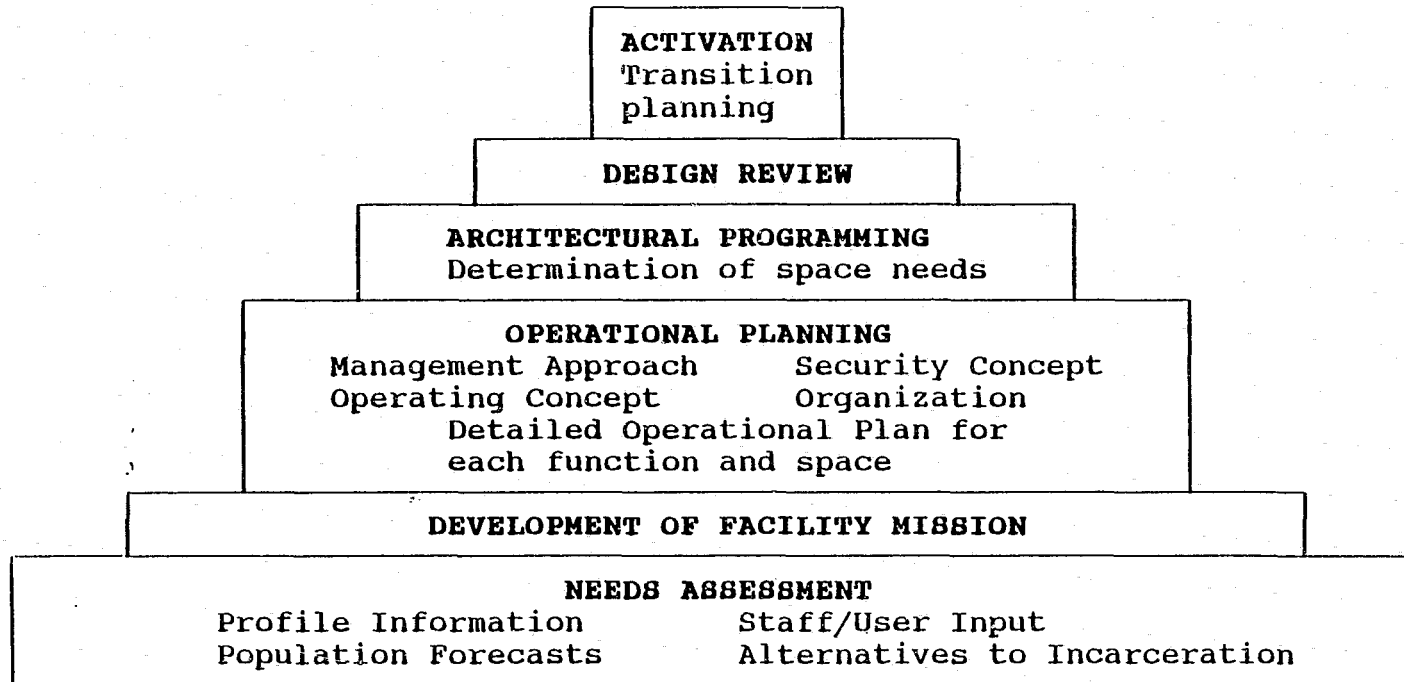 ACTIVATION
Transition
planning
DESIGN REVIEW
ARCHITECTURAL PROGRAMMING
Determination of space needs
OPERATIONAL PLANNING
Management Approach Security Concept
Operating Concept Organization
Detailed Operational Plan for
each function and space
DEVELOPMENT OF FACILITY MISSION
NEEDS ASSESSMENT
Profile Information Staff/User Input
Population Forecasts Alternatives to Incarceration